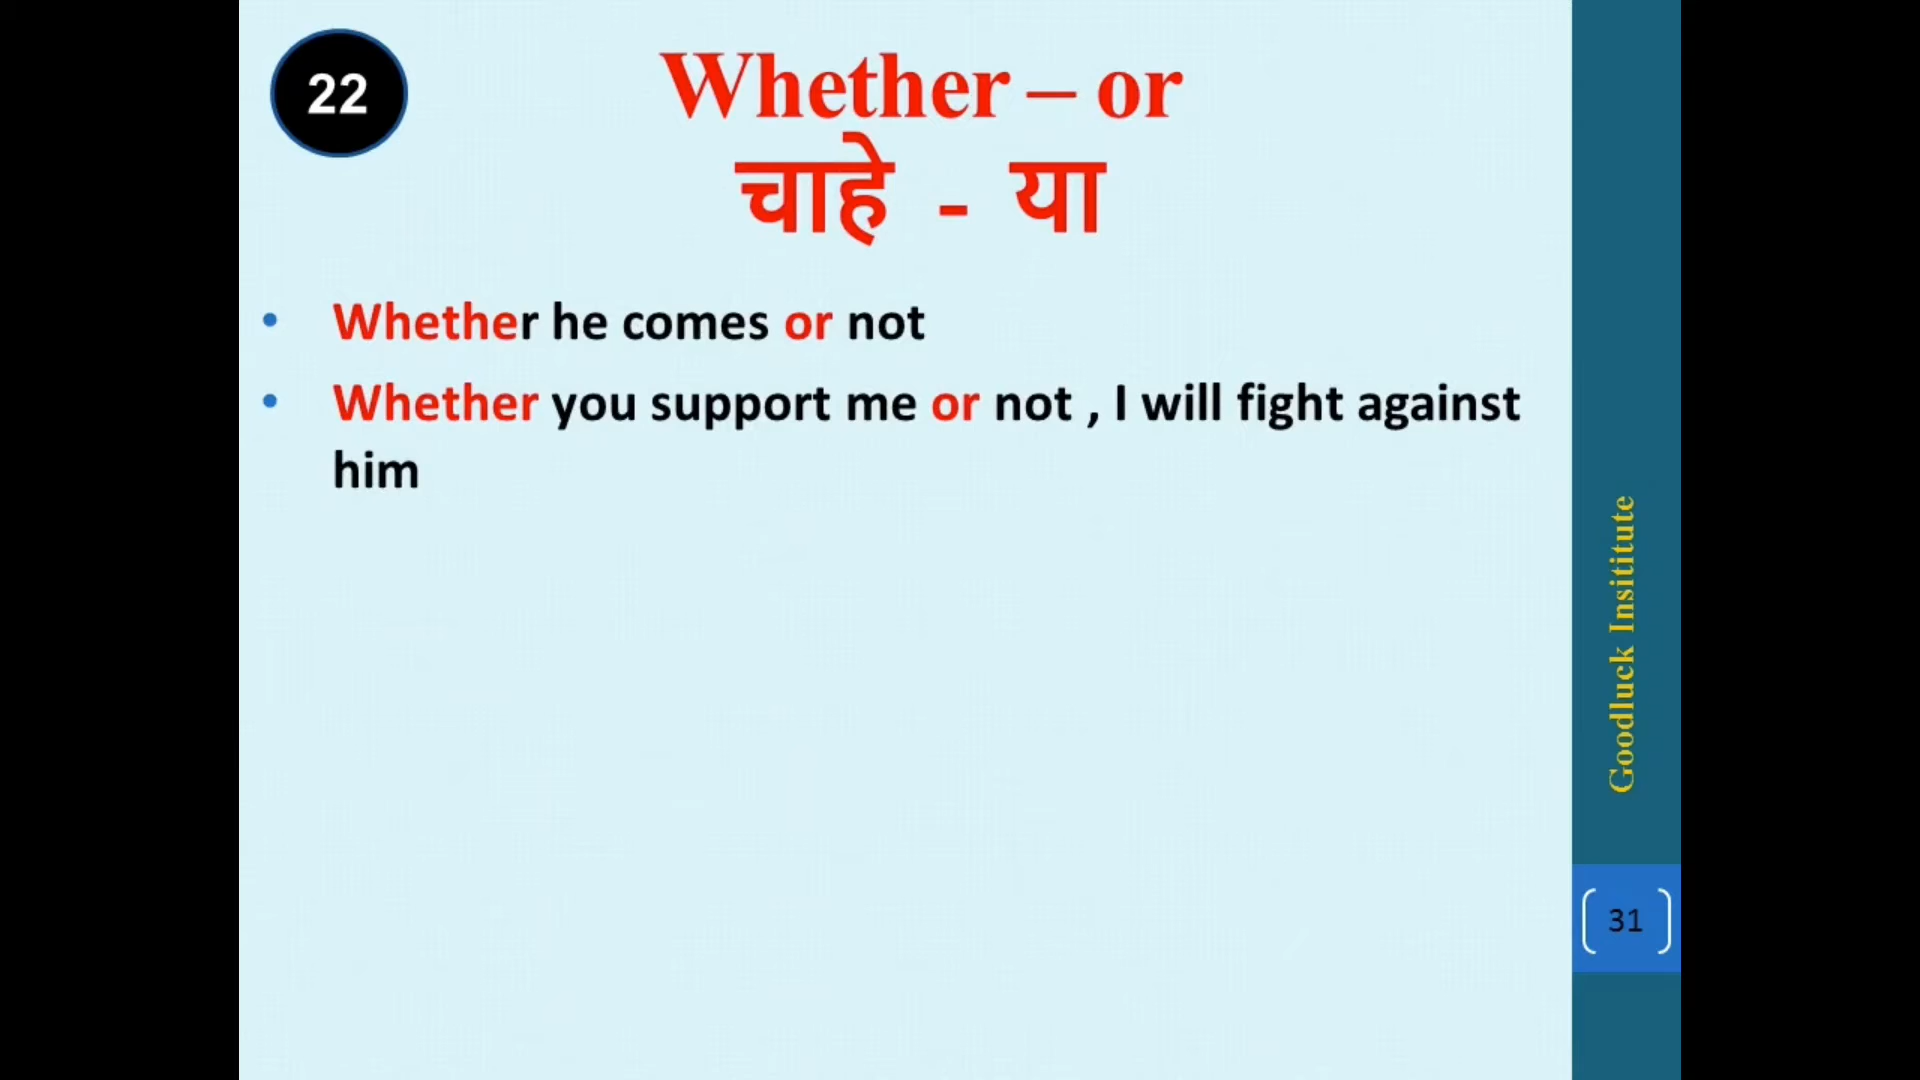 22
Whether – or
चाहे - या
• Whether he comes or not
• Whether you support me or not , I will fight against
him
Goodluck Insititute
31